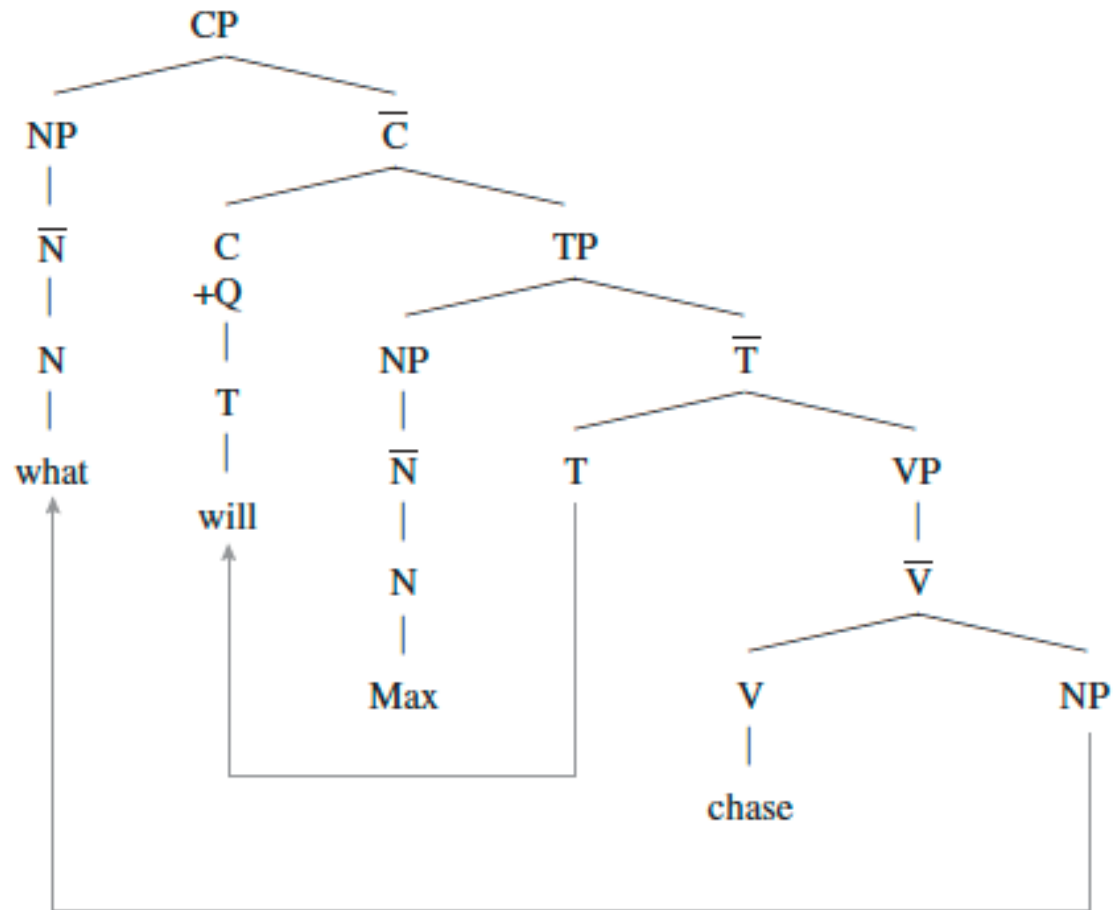 CP
NP C̅
N̅ C TP
+Q
N NP T̅
T
what N̅ T VP
will
N V̅
Max V NP
chase